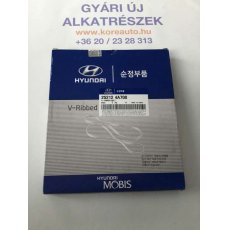 GYÁRI ÚJ
ALKATRÉSZEK
www.koreaauto.hu
+36 20 / 23 28 313
HYUNDAI
순정부품
25212 4A700
V-Ribbed
HYUNDAI
MOBIS